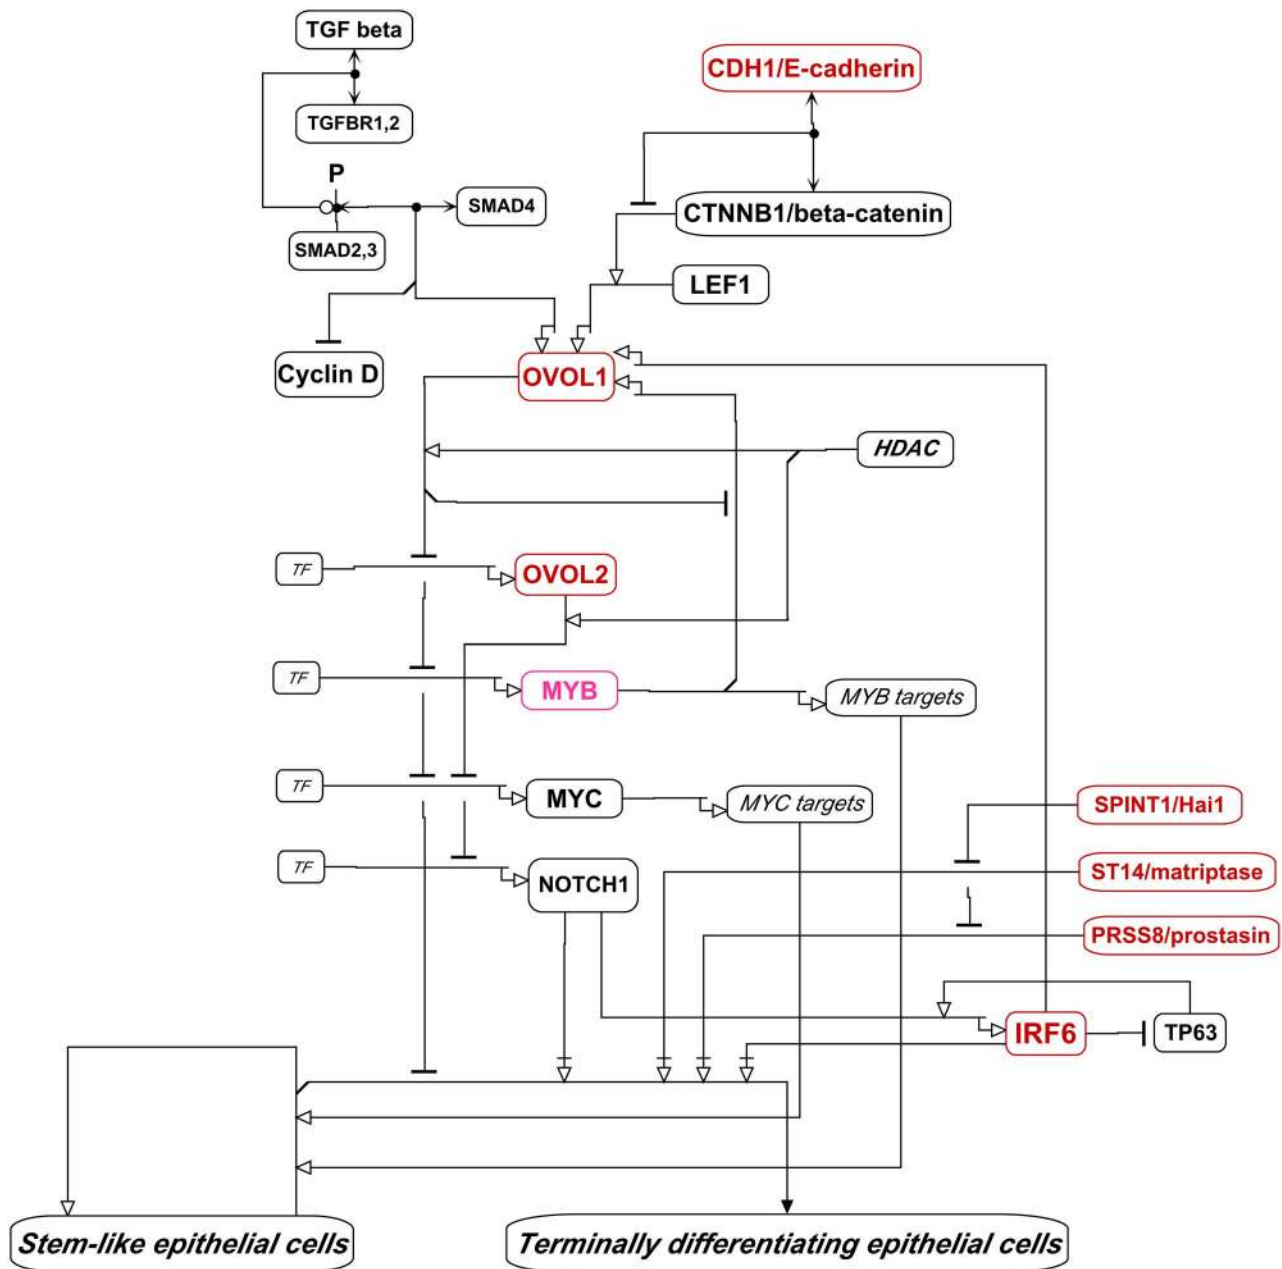 TGF beta
CDH1/E-cadherin
TGFBR1,2
P
SMAD4
CTNNB1/beta-catenin
SMAD2,3
LEF1
Cyclin D
OVOL1
HDAC
TF
OVOL2
TF
MYB
MYB targets
TF
MYC
MYC targets
SPINT1/Hai1
TF
NOTCH1
ST14/matriptase
PRSS8/prostasin
IRF6
TP63
Stem-like epithelial cells
Terminally differentiating epithelial cells